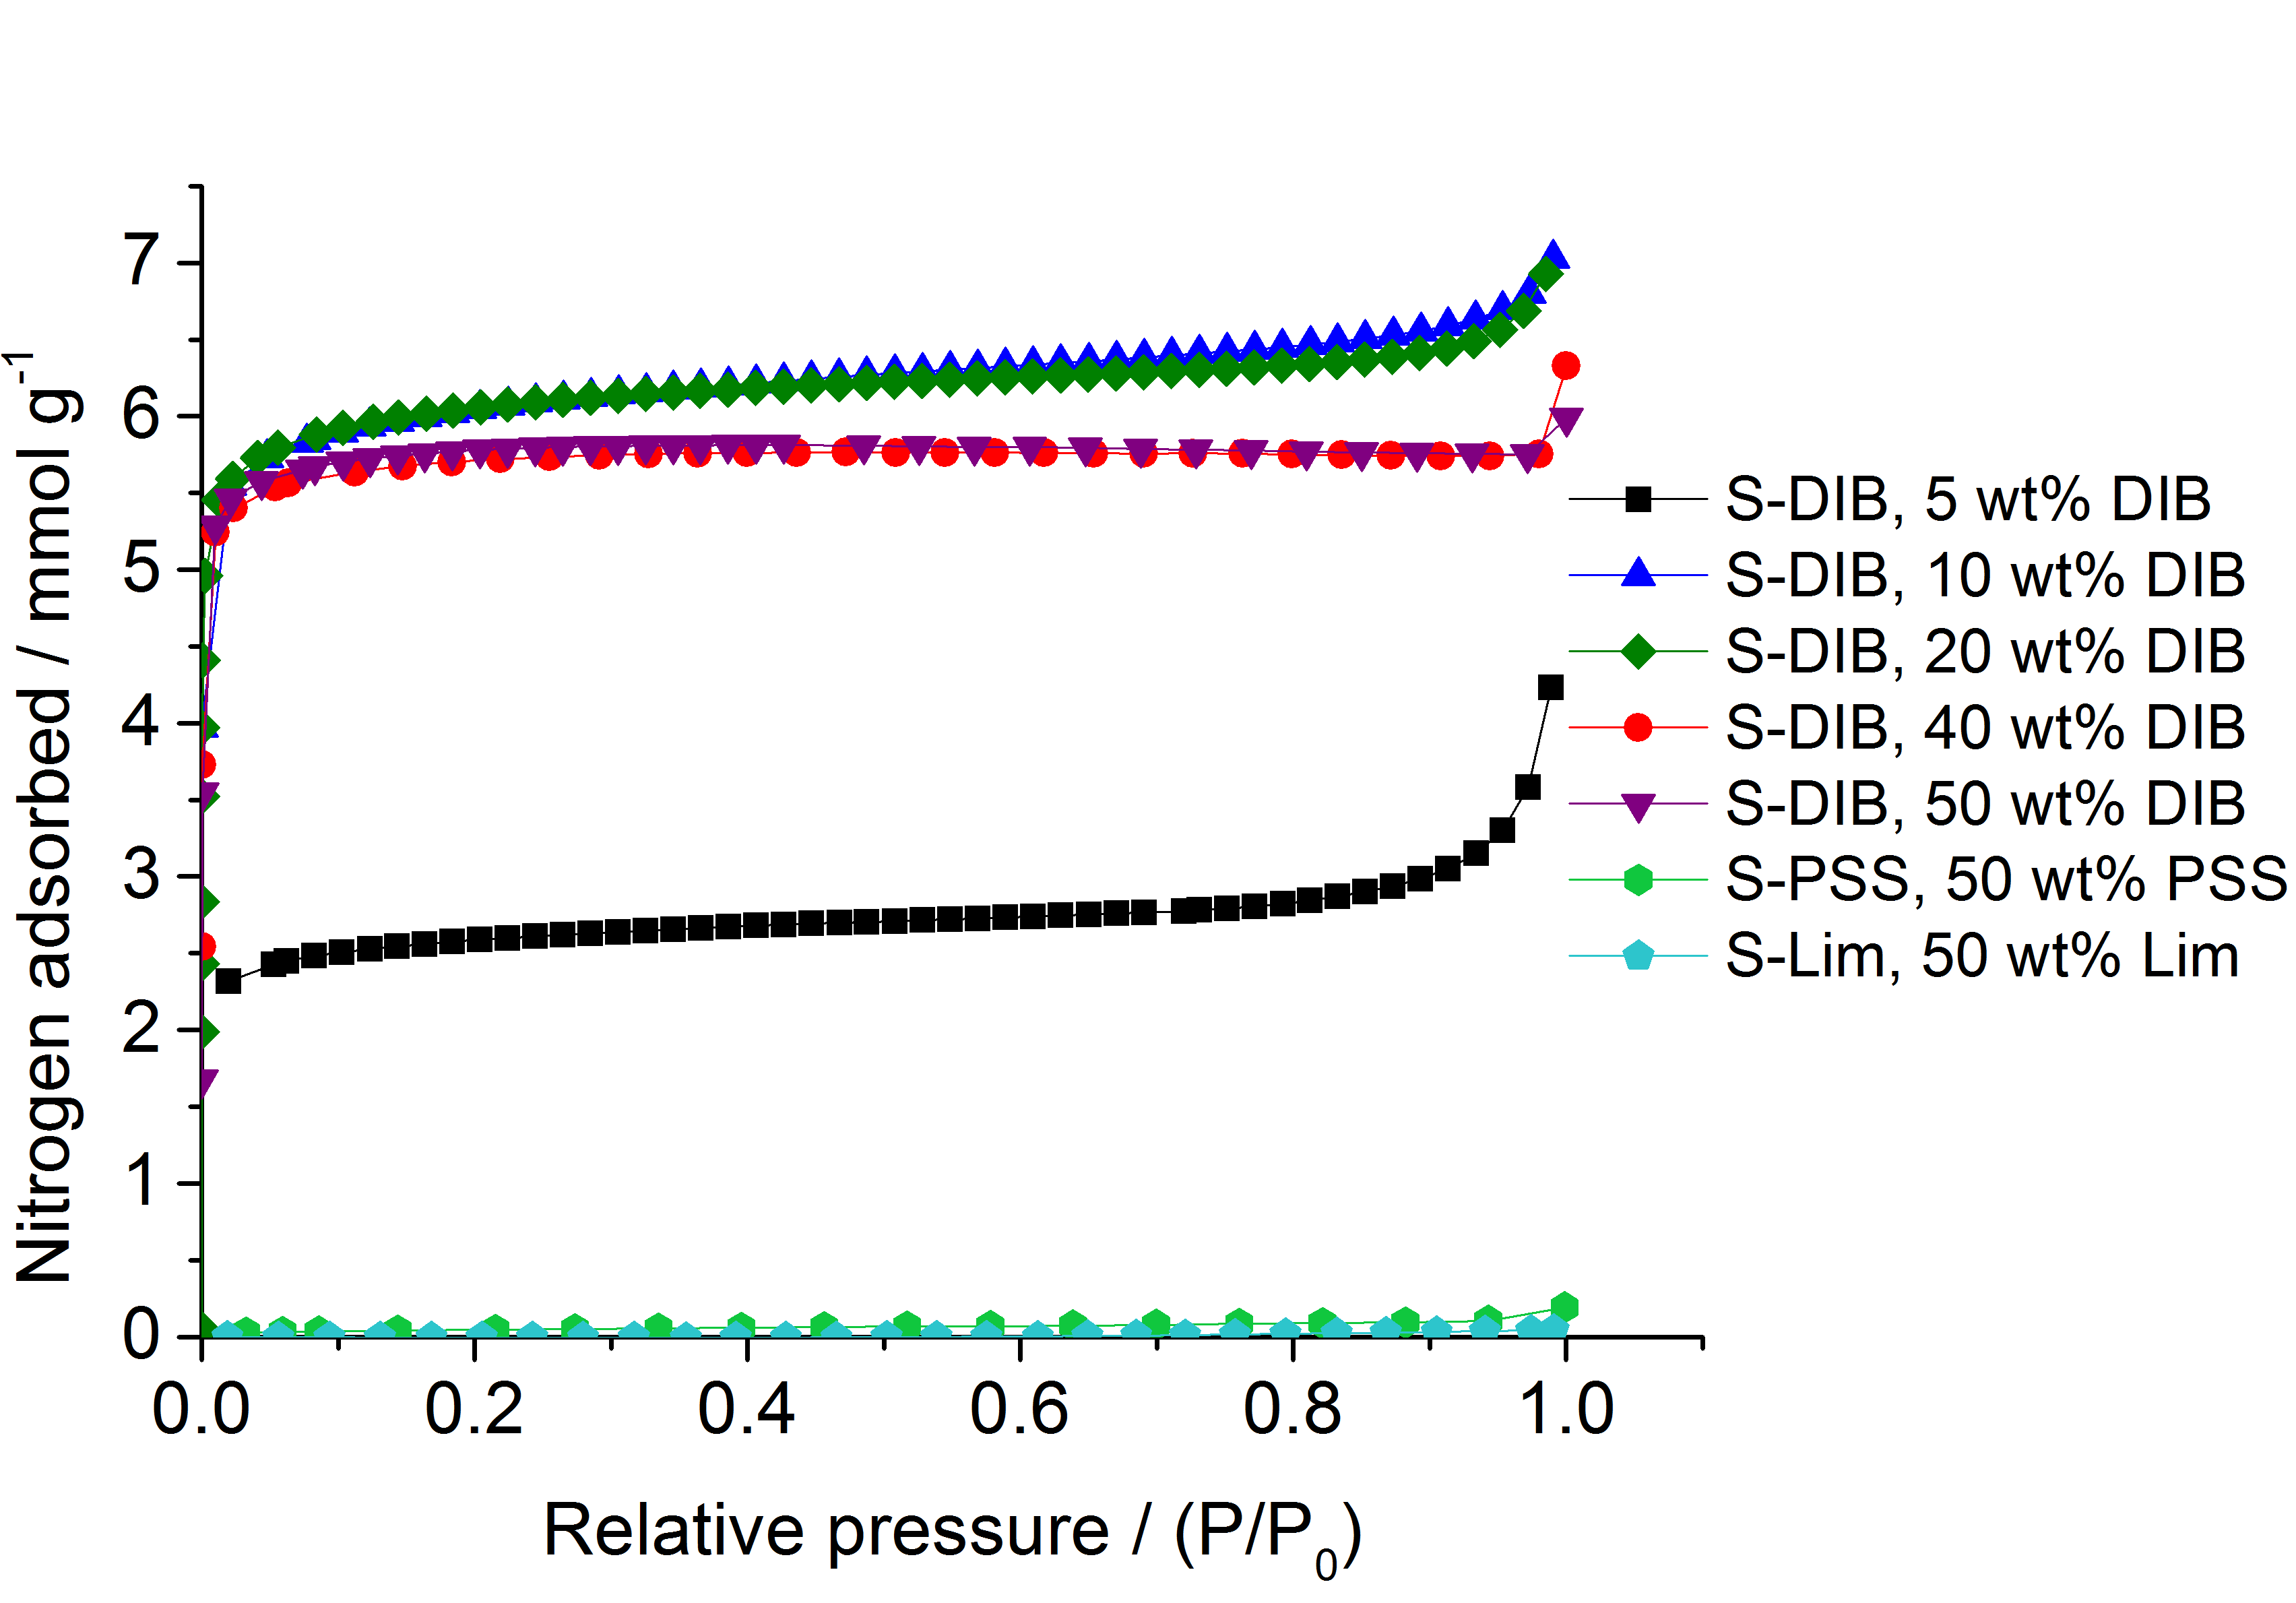 Nitrogen adsorbed / mmol g⁻¹
7
6
5
4
3
2
1
0
0.0 0.2 0.4 0.6 0.8 1.0
Relative pressure / (P/P₀)
S-DIB, 5 wt% DIB
S-DIB, 10 wt% DIB
S-DIB, 20 wt% DIB
S-DIB, 40 wt% DIB
S-DIB, 50 wt% DIB
S-PSS, 50 wt% PSS
S-Lim, 50 wt% Lim